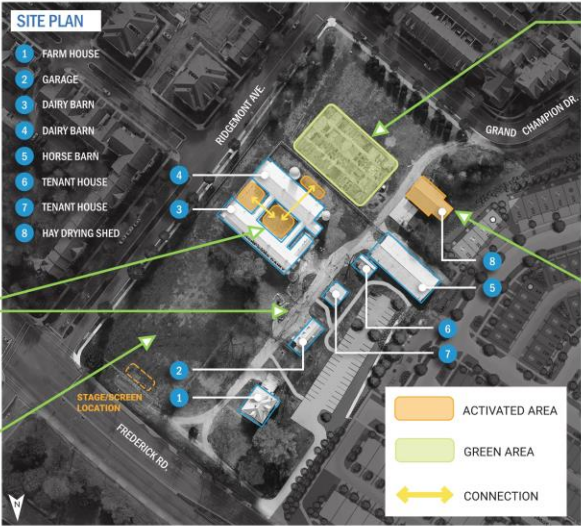 SITE PLAN
1 FARM HOUSE
2 GARAGE
3 DAIRY BARN
4 DAIRY BARN
5 HORSE BARN
6 TENANT HOUSE
7 TENANT HOUSE
8 HAY DRYING SHED
RIDGEMONT AVE.
GRAND CHAMPION DR.
4
3
8
5
6
7
2
1
STAGE/SCREEN
LOCATION
FREDERICK RD.
ACTIVATED AREA
GREEN AREA
CONNECTION
N